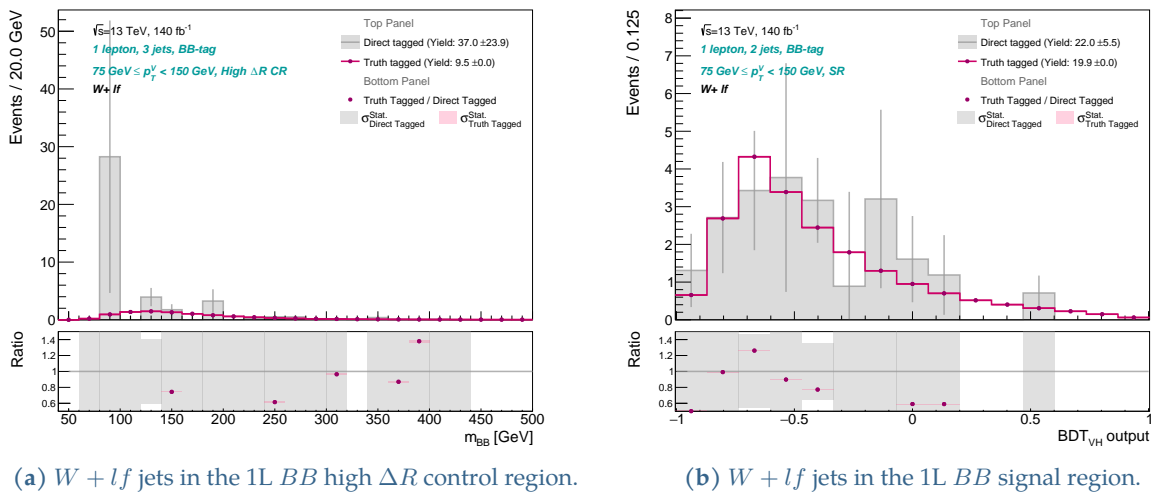 Events / 20.0 GeV
50
40
30
20
10
0
√s=13 TeV, 140 fb⁻¹
1 lepton, 3 jets, BB-tag
75 GeV ≤ p_T^V < 150 GeV, High ΔR CR
W+ lf
Top Panel
Direct tagged (Yield: 37.0 ±23.9)
Truth tagged (Yield: 9.5 ±0.0)
Bottom Panel
Truth Tagged / Direct Tagged
σ^Stat._Direct Tagged σ^Stat._Truth Tagged
Ratio
1.4
1.2
1
0.8
0.6
50 100 150 200 250 300 350 400 450 500
m_BB [GeV]
(a) W + lf jets in the 1L BB high ΔR control region.
Events / 0.125
8
7
6
5
4
3
2
1
0
√s=13 TeV, 140 fb⁻¹
1 lepton, 2 jets, BB-tag
75 GeV ≤ p_T^V < 150 GeV, SR
W+ lf
Top Panel
Direct tagged (Yield: 22.0 ±5.5)
Truth tagged (Yield: 19.9 ±0.0)
Bottom Panel
Truth Tagged / Direct Tagged
σ^Stat._Direct Tagged σ^Stat._Truth Tagged
Ratio
1.4
1.2
1
0.8
0.6
−1 −0.5 0 0.5 1
BDT_VH output
(b) W + lf jets in the 1L BB signal region.